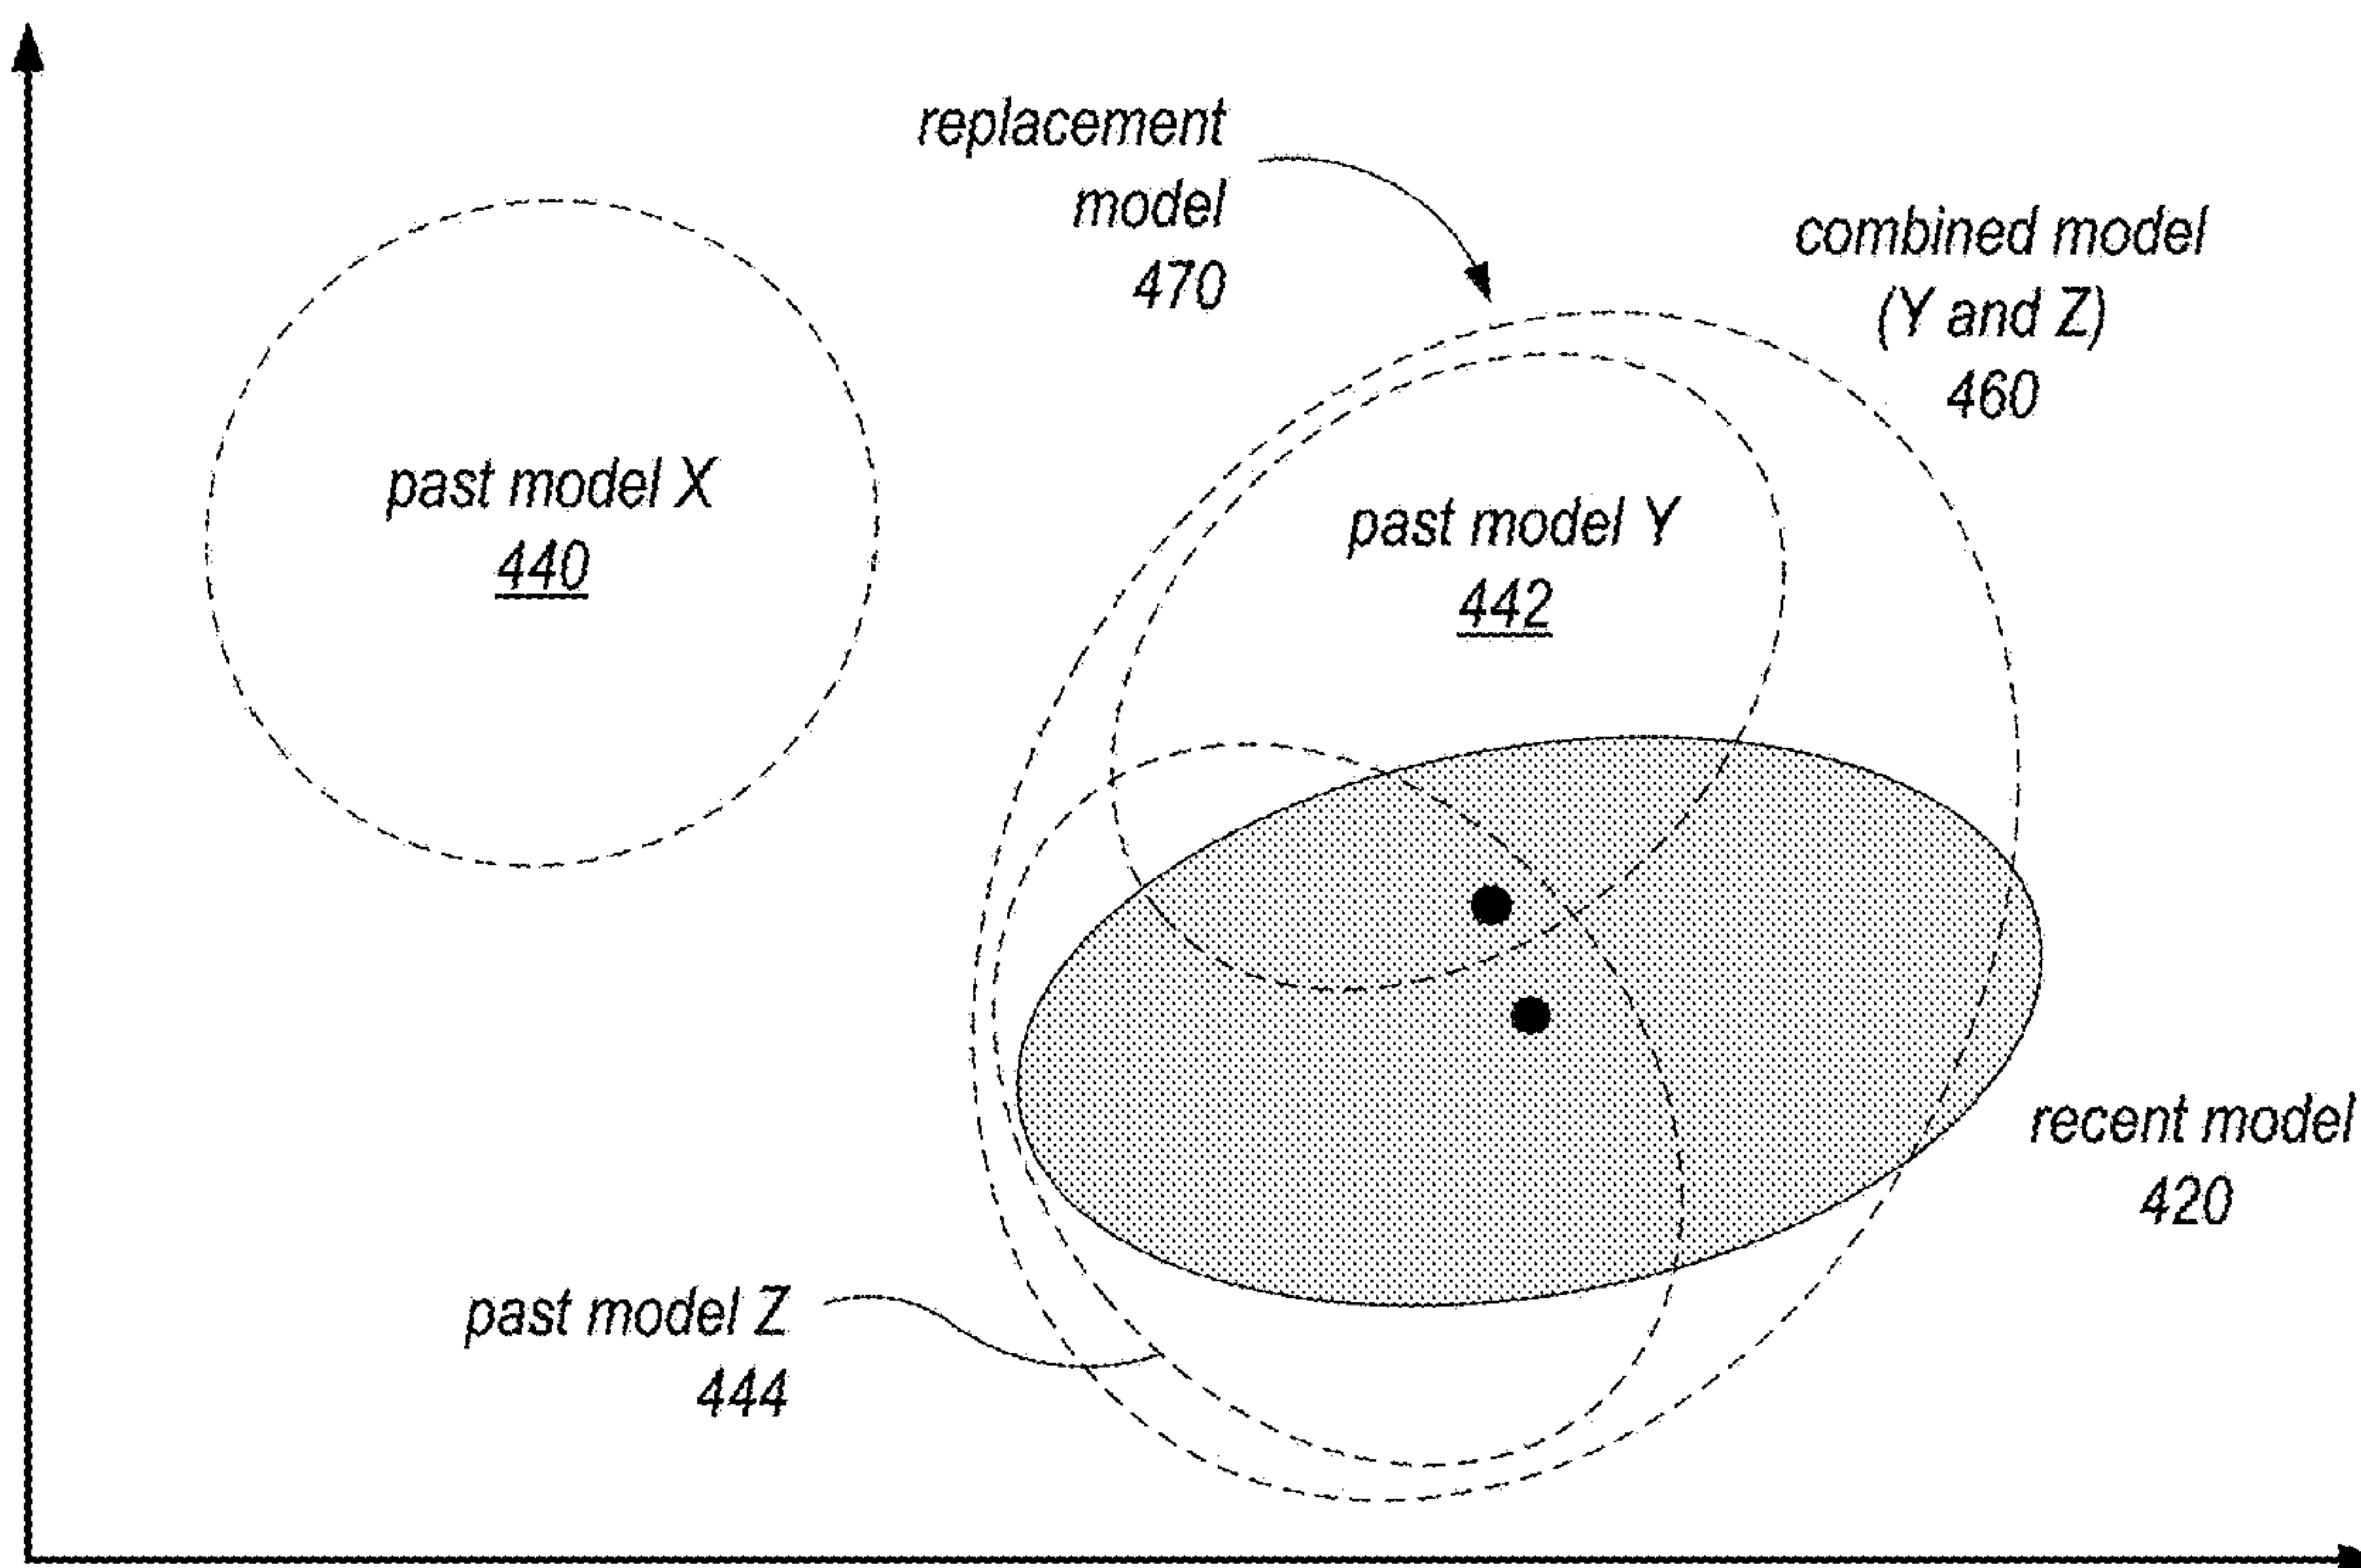 replacement
model
470
combined model
(Y and Z)
460
past model X
440
past model Y
442
recent model
420
past model Z
444